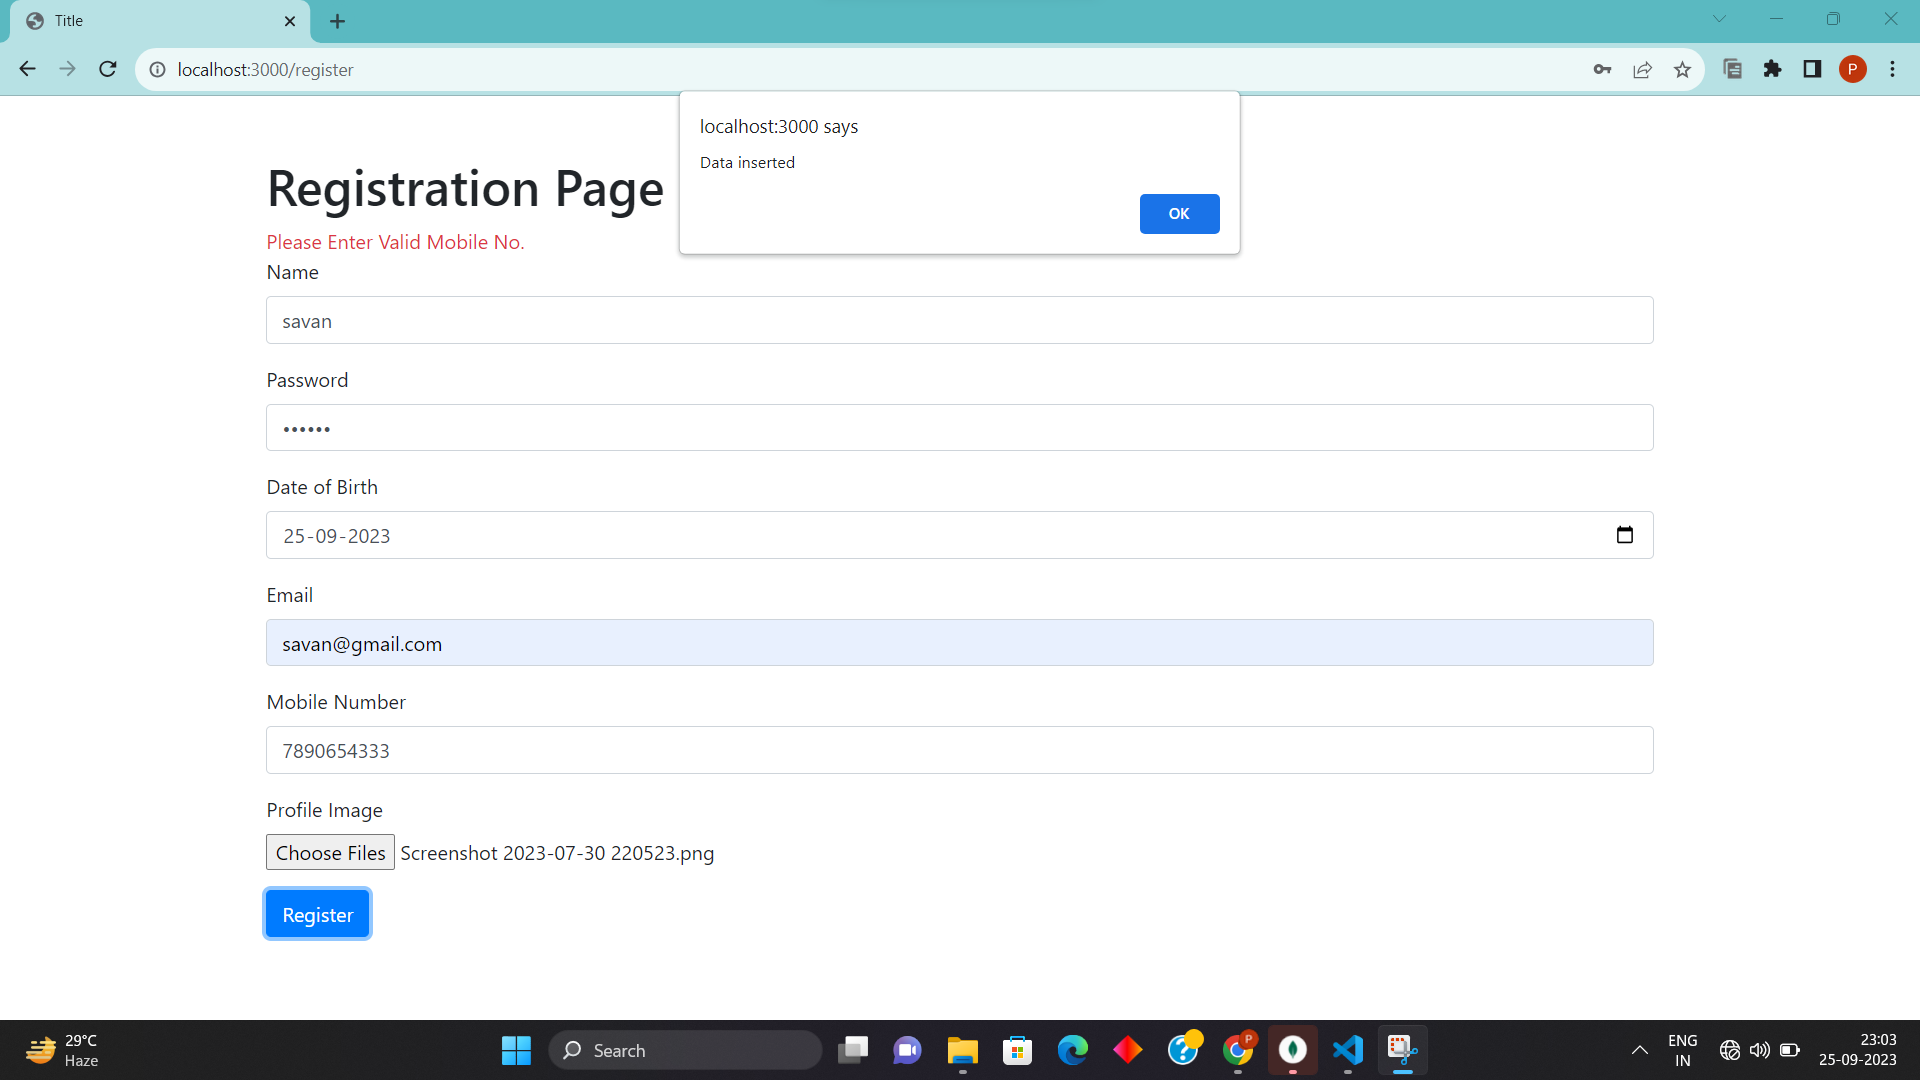 Title
localhost:3000/register
P
localhost:3000 says
Data inserted
OK
Registration Page
Please Enter Valid Mobile No.
Name
savan
Password
••••••
Date of Birth
25-09-2023
Email
savan@gmail.com
Mobile Number
7890654333
Profile Image
Choose Files Screenshot 2023-07-30 220523.png
Register
29°C
Haze
Search
P
ENG
IN
23:03
25-09-2023